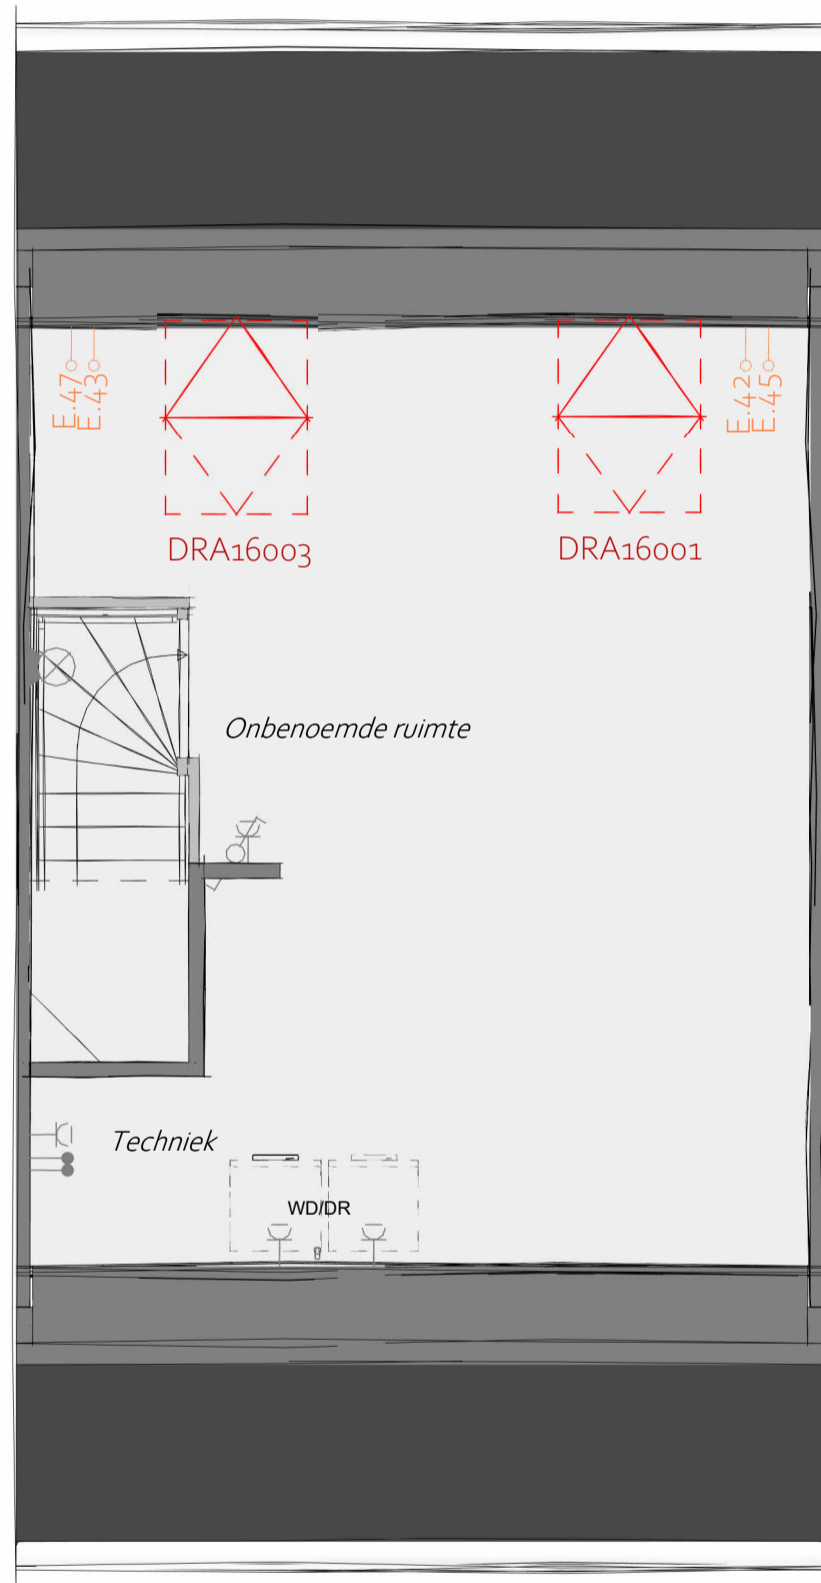 E.47
E.43
E.42
E.45
DRA16003
DRA16001
Onbenoemde ruimte
Techniek
WD/DR